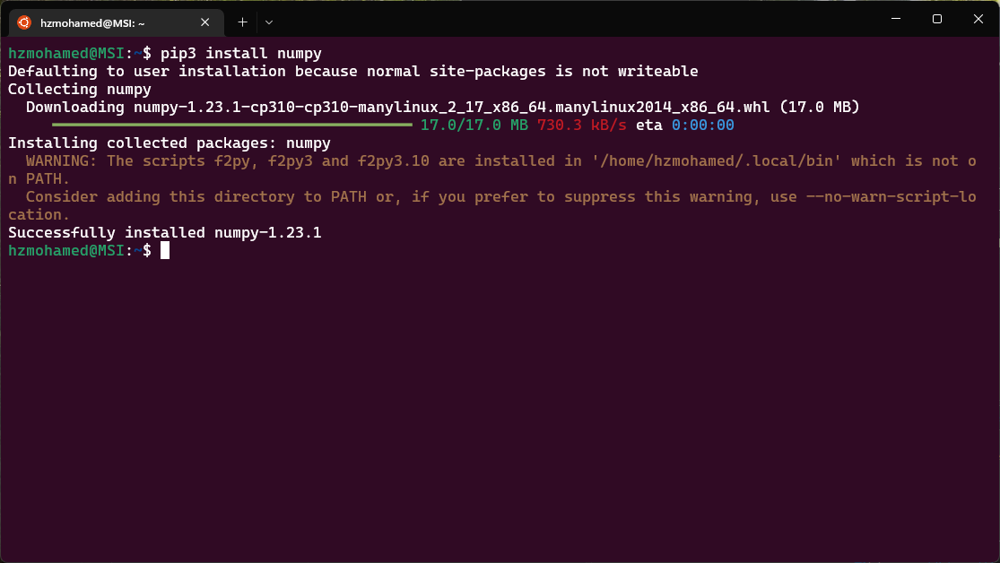 hzmohamed@MSI: ~
hzmohamed@MSI:~$ pip3 install numpy
Defaulting to user installation because normal site-packages is not writeable
Collecting numpy
  Downloading numpy-1.23.1-cp310-cp310-manylinux_2_17_x86_64.manylinux2014_x86_64.whl (17.0 MB)
17.0/17.0 MB 730.3 kB/s eta 0:00:00
Installing collected packages: numpy
  WARNING: The scripts f2py, f2py3 and f2py3.10 are installed in '/home/hzmohamed/.local/bin' which is not o
n PATH.
  Consider adding this directory to PATH or, if you prefer to suppress this warning, use --no-warn-script-lo
cation.
Successfully installed numpy-1.23.1
hzmohamed@MSI:~$